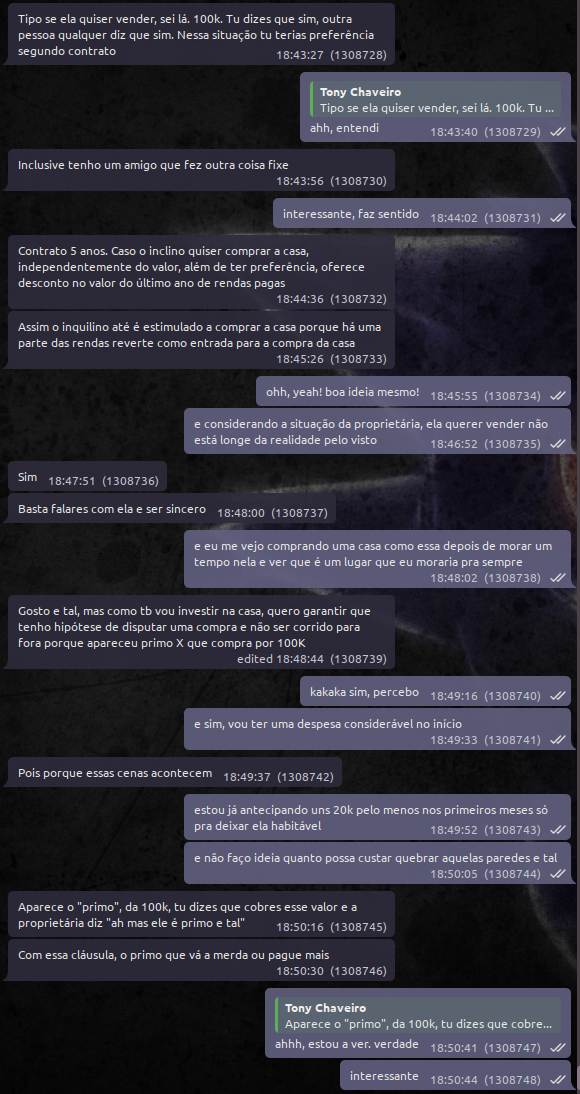 Tipo se ela quiser vender, sei lá. 100k. Tu dizes que sim, outra
pessoa qualquer diz que sim. Nessa situação tu terias preferência
segundo contrato
18:43:27 (1308728)
Tony Chaveiro
Tipo se ela quiser vender, sei lá. 100k. Tu ...
ahh, entendi 18:43:40 (1308729)
Inclusive tenho um amigo que fez outra coisa fixe
18:43:56 (1308730)
interessante, faz sentido 18:44:02 (1308731)
Contrato 5 anos. Caso o inclino quiser comprar a casa,
independentemente do valor, além de ter preferência, oferece
desconto no valor do último ano de rendas pagas
18:44:36 (1308732)
Assim o inquilino até é estimulado a comprar a casa porque há uma
parte das rendas reverte como entrada para a compra da casa
18:45:26 (1308733)
ohh, yeah! boa ideia mesmo! 18:45:55 (1308734)
e considerando a situação da proprietária, ela querer vender não
está longe da realidade pelo visto 18:46:52 (1308735)
Sim 18:47:51 (1308736)
Basta falares com ela e ser sincero 18:48:00 (1308737)
e eu me vejo comprando uma casa como essa depois de morar um
tempo nela e ver que é um lugar que eu moraria pra sempre
18:48:02 (1308738)
Gosto e tal, mas como tb vou investir na casa, quero garantir que
tenho hipótese de disputar uma compra e não ser corrido para
fora porque apareceu primo X que compra por 100K
edited 18:48:44 (1308739)
kakaka sim, percebo 18:49:16 (1308740)
e sim, vou ter uma despesa considerável no início
18:49:33 (1308741)
Pois porque essas cenas acontecem 18:49:37 (1308742)
estou já antecipando uns 20k pelo menos nos primeiros meses só
pra deixar ela habitável 18:49:52 (1308743)
e não faço ideia quanto possa custar quebrar aquelas paredes e tal
18:50:05 (1308744)
Aparece o "primo", da 100k, tu dizes que cobres esse valor e a
proprietária diz "ah mas ele é primo e tal" 18:50:16 (1308745)
Com essa cláusula, o primo que vá a merda ou pague mais
18:50:30 (1308746)
Tony Chaveiro
Aparece o "primo", da 100k, tu dizes que cobre...
ahhh, estou a ver. verdade 18:50:41 (1308747)
interessante 18:50:44 (1308748)